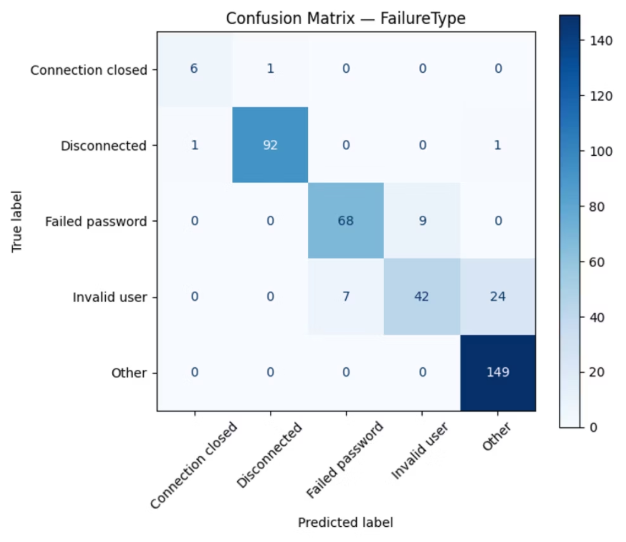 Confusion Matrix — FailureType
Connection closed 6 1 0 0 0
Disconnected 1 92 0 0 1
Failed password 0 0 68 9 0
Invalid user 0 0 7 42 24
Other 0 0 0 0 149
True label
Connection closed
Disconnected
Failed password
Invalid user
Other
Predicted label
140
120
100
80
60
40
20
0